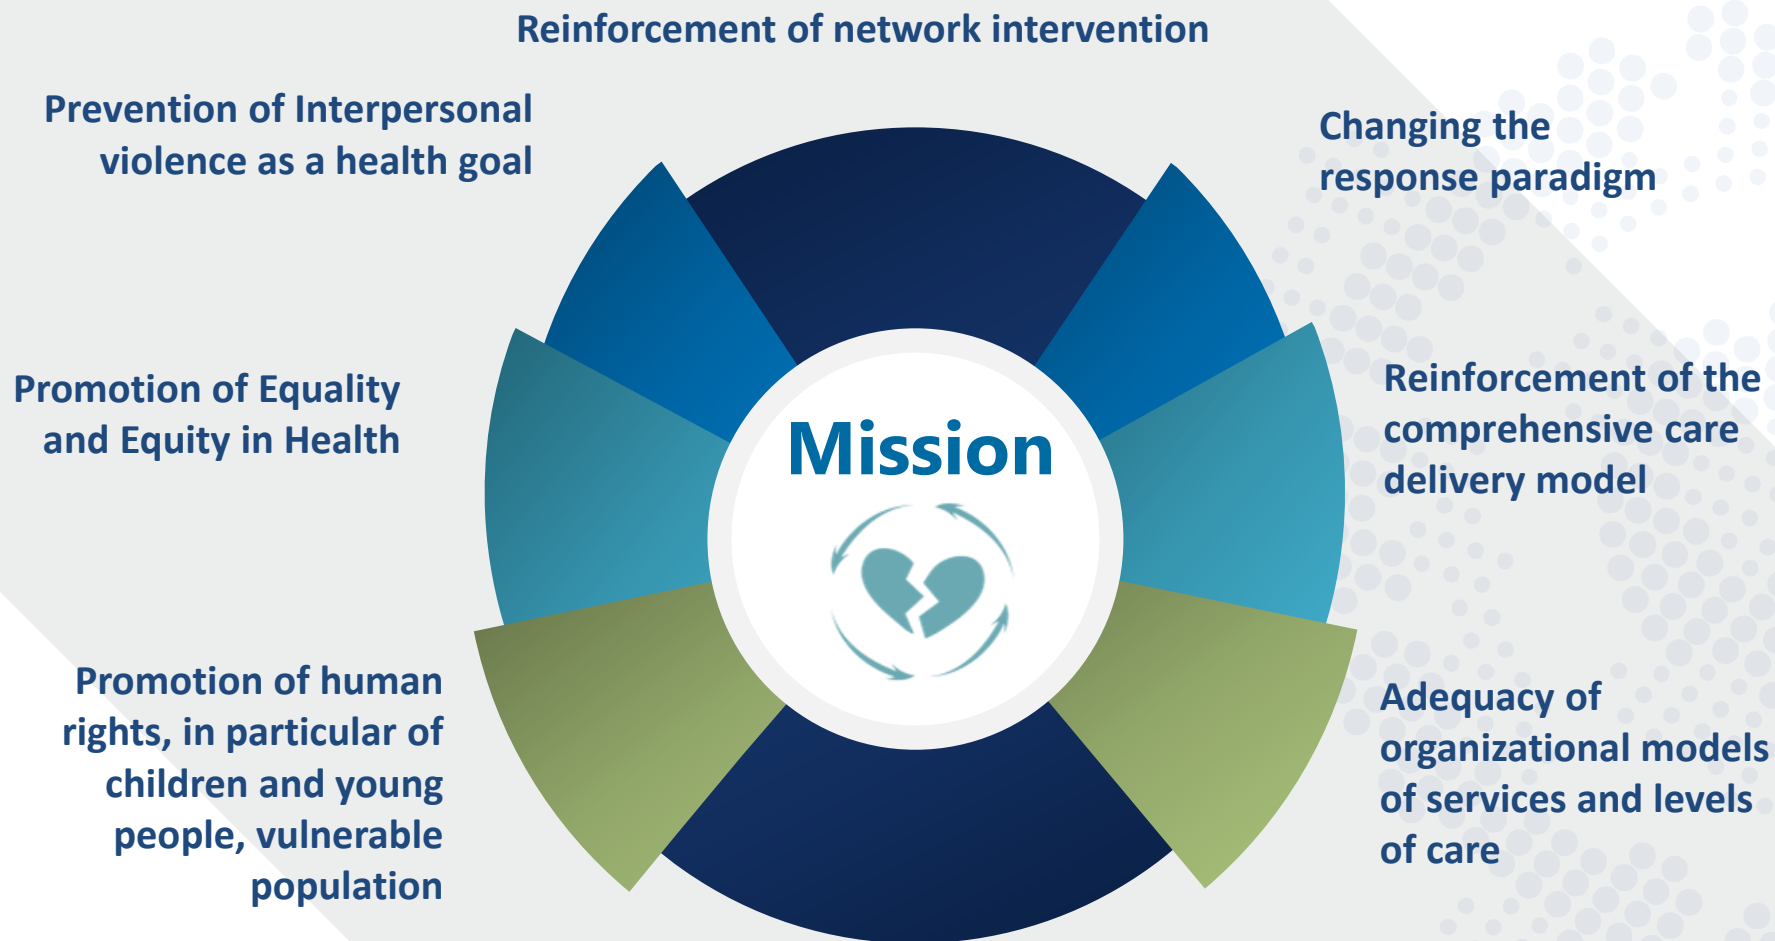 Reinforcement of network intervention
Prevention of Interpersonal
violence as a health goal
Changing the
response paradigm
Promotion of Equality
and Equity in Health
Reinforcement of the
comprehensive care
delivery model
Mission
Promotion of human
rights, in particular of
children and young
people, vulnerable
population
Adequacy of
organizational models
of services and levels
of care